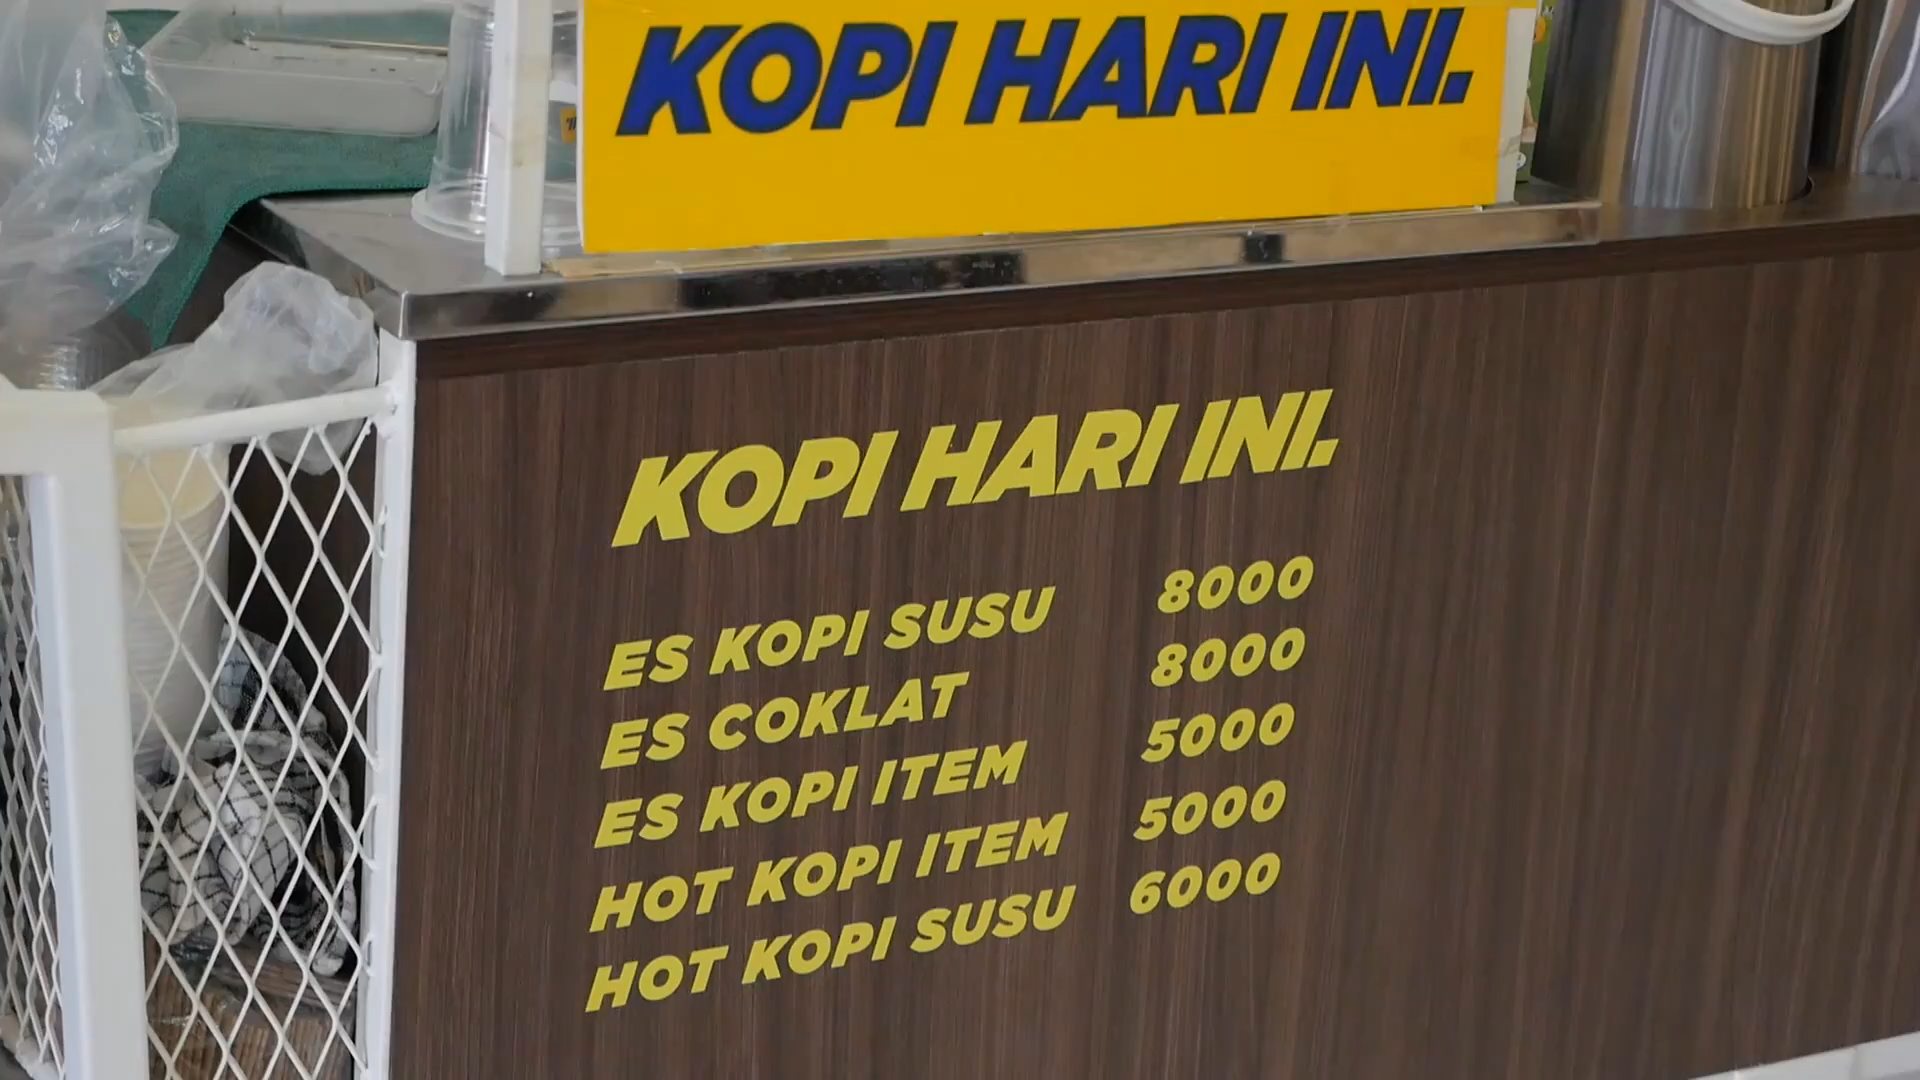 KOPI HARI INI.
KOPI HARI INI.
ES KOPI SUSU 8000
ES COKLAT 8000
ES KOPI ITEM 5000
HOT KOPI ITEM 5000
HOT KOPI SUSU 6000